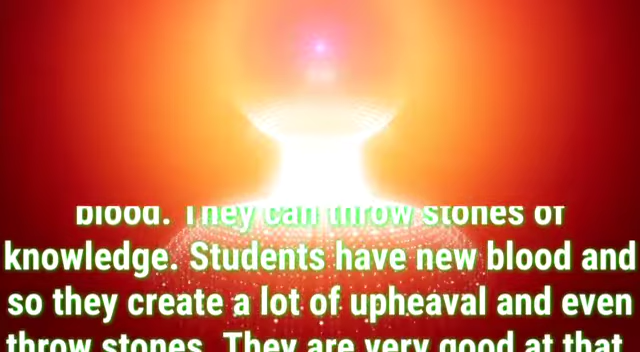 blood. They can throw stones of
knowledge. Students have new blood and
so they create a lot of upheaval and even
throw stones. They are very good at that.